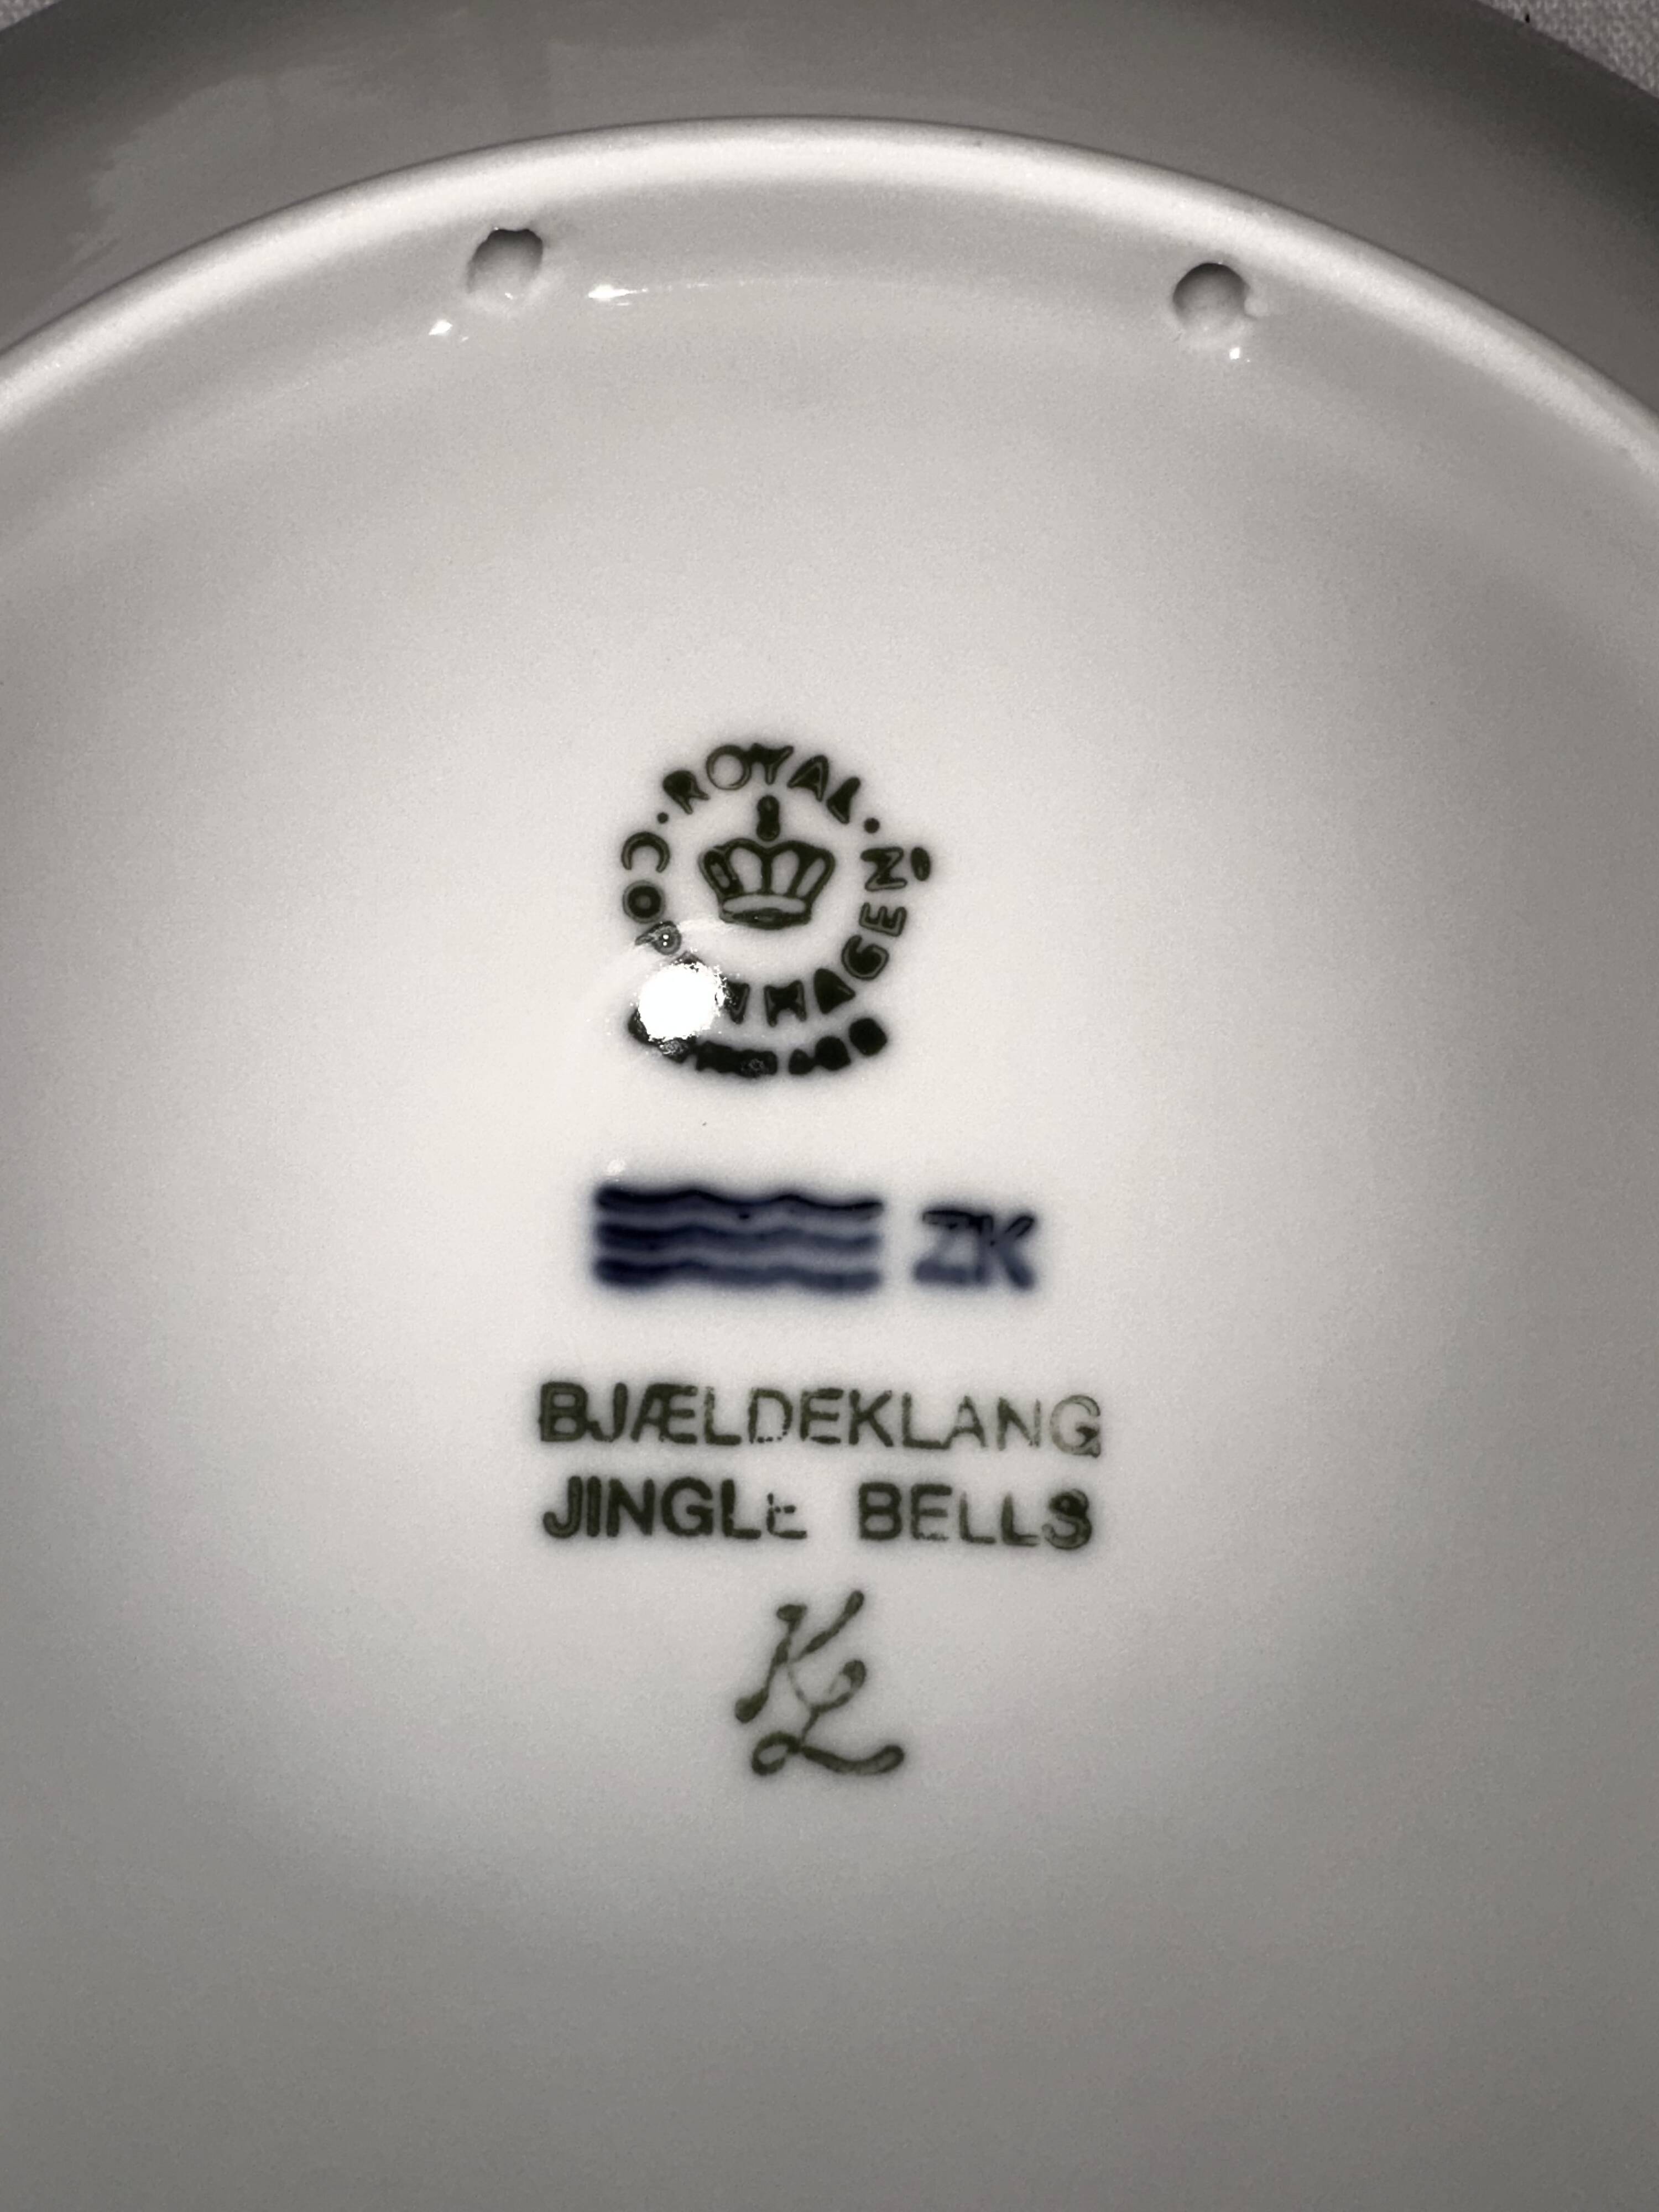 ROYAL
COPENHAGEN
ZK
BJÆLDEKLANG
JINGLE BELLS
KL